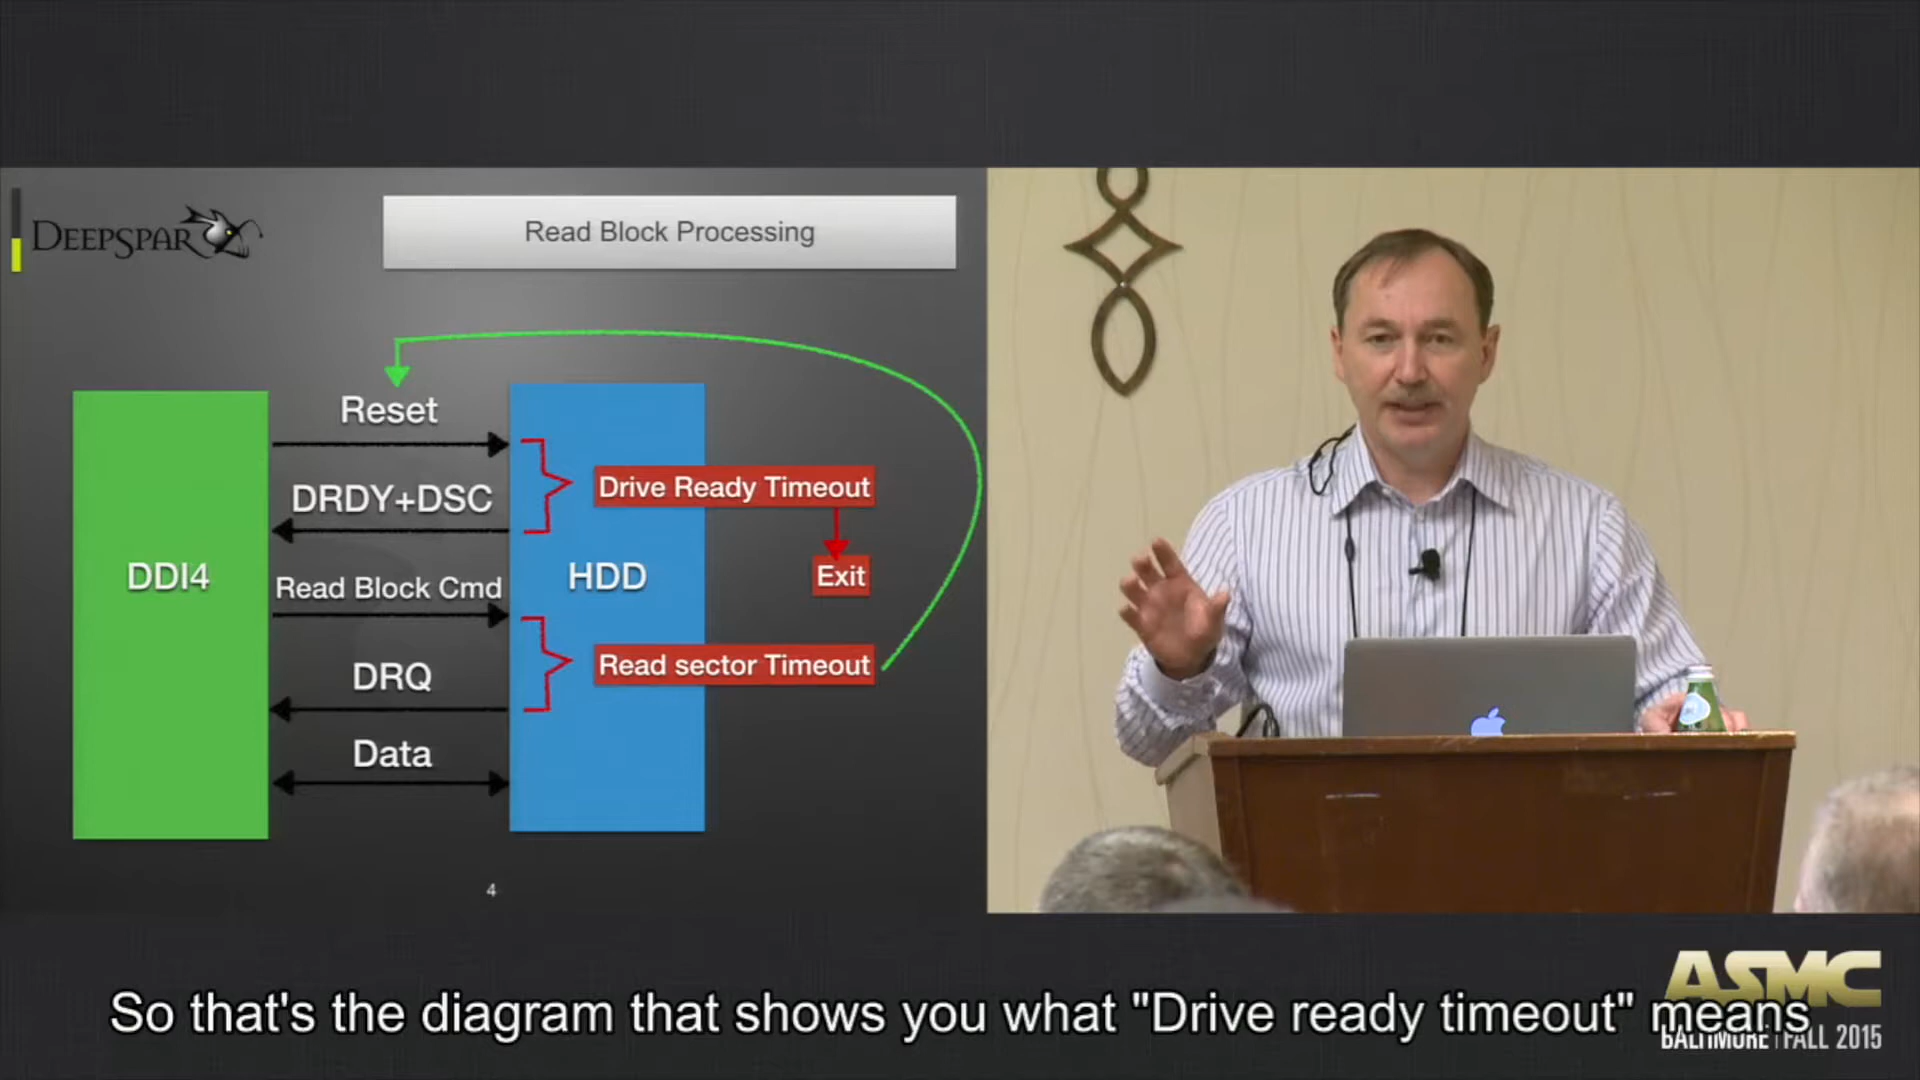 DEEPSPAR
Read Block Processing
Reset
DRDY+DSC
Drive Ready Timeout
DDI4
Read Block Cmd
HDD
Exit
DRQ
Read sector Timeout
Data
4
So that's the diagram that shows you what "Drive ready timeout" means
ASMC
BALTIMORE | FALL 2015